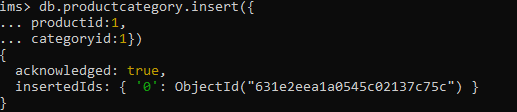 ims> db.productcategory.insert({
... productid:1,
... categoryid:1})
{
  acknowledged: true,
  insertedIds: { '0': ObjectId("631e2eea1a0545c02137c75c") }
}